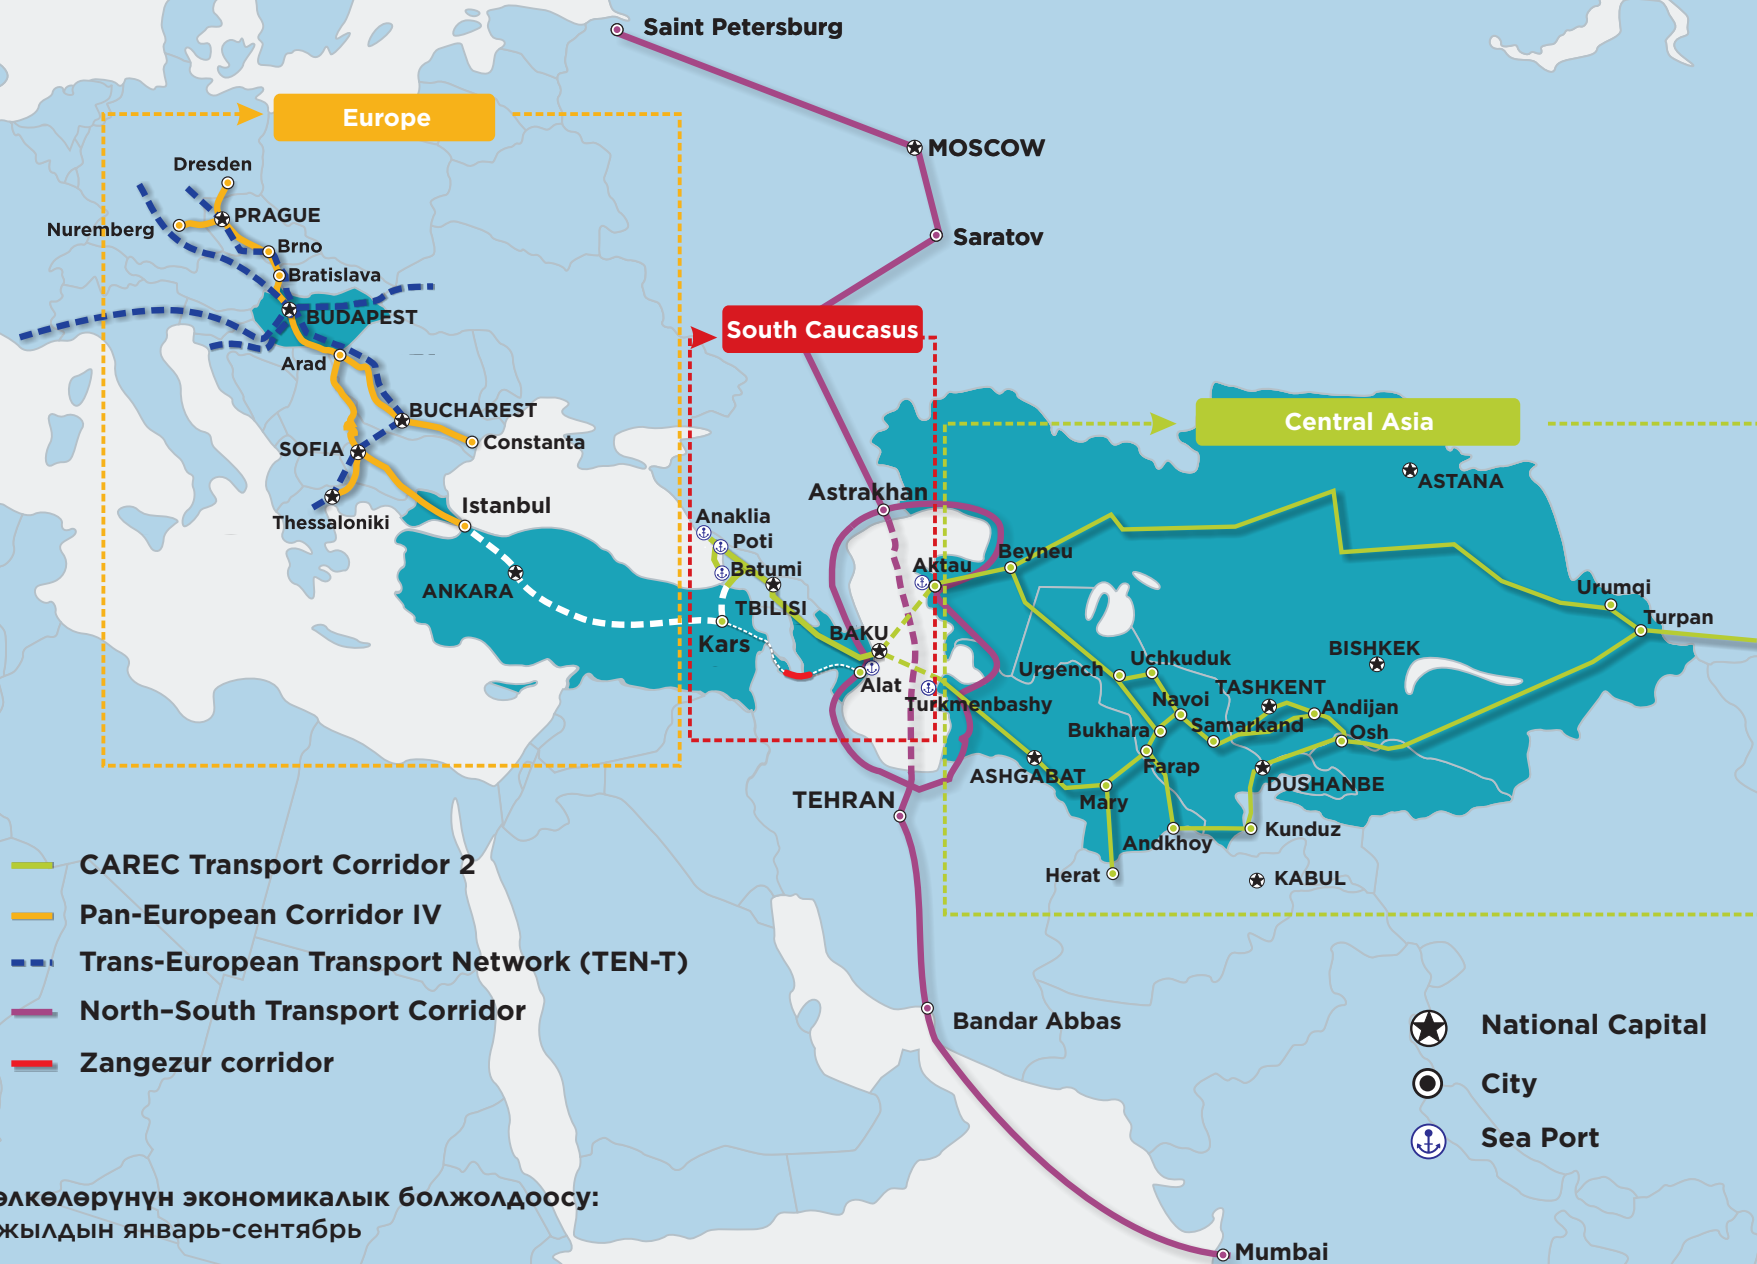 Saint Petersburg
Europe
MOSCOW
Dresden
PRAGUE
Nuremberg
Brno
Saratov
Bratislava
BUDAPEST
South Caucasus
Arad
BUCHAREST
Central Asia
SOFIA
Constanta
ASTANA
Astrakhan
Istanbul
Thessaloniki
Anaklia
Poti
Beyneu
Batumi
Aktau
ANKARA
Urumqi
TBILISI
Turpan
BAKU
Kars
BISHKEK
Urgench
Uchkuduk
Alat
TASHKENT
Turkmenbashy
Navoi
Andijan
Samarkand
Bukhara
Osh
Farap
ASHGABAT
DUSHANBE
TEHRAN
Mary
Kunduz
Andkhoy
Herat
KABUL
CAREC Transport Corridor 2
Pan-European Corridor IV
Trans-European Transport Network (TEN-T)
North–South Transport Corridor
Zangezur corridor
Bandar Abbas
National Capital
City
Sea Port
өлкөлөрүнүн экономикалык болжолдоосу:
жылдын январь-сентябрь
Mumbai